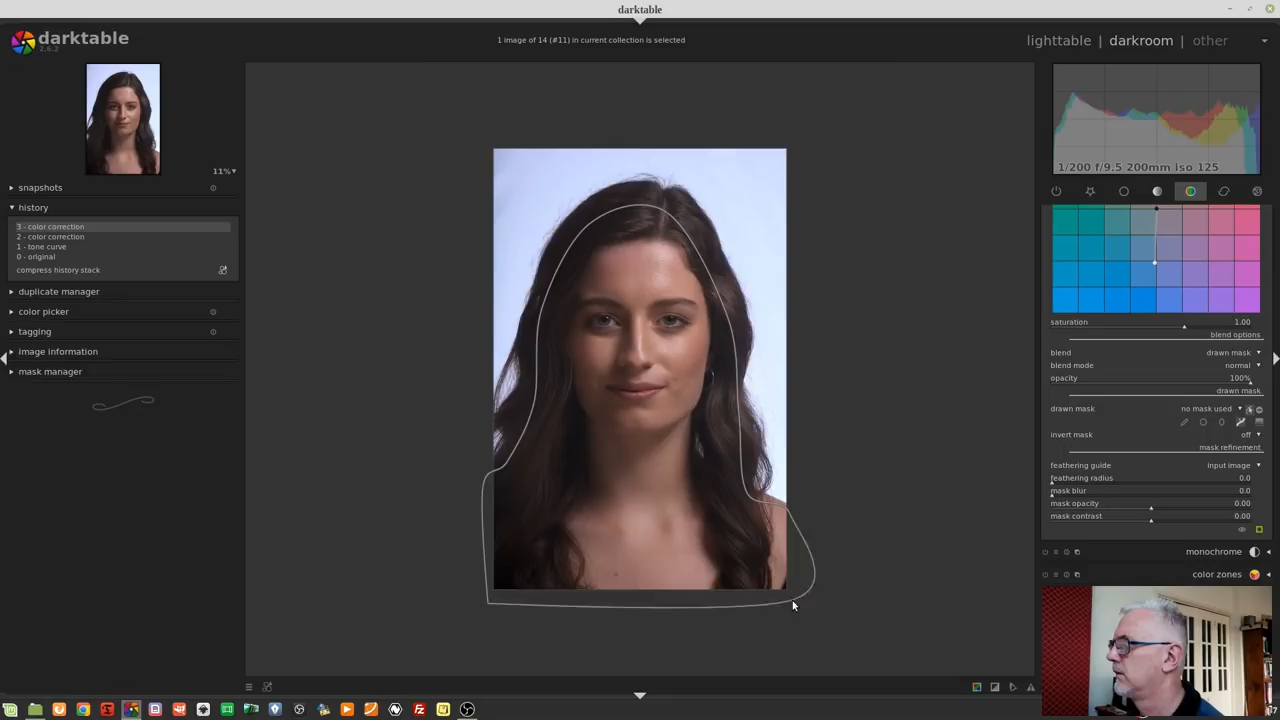 darktable
darktable
2.6.2
1 image of 14 (#11) in current collection is selected
lighttable | darkroom | other
11%
1/200 f/9.5 200mm iso 125
snapshots
history
3 - color correction
2 - color correction
1 - tone curve
0 - original
compress history stack
duplicate manager
color picker
tagging
image information
mask manager
saturation 1.00
blend options
blend drawn mask
blend mode normal
opacity 100%
drawn mask
drawn mask no mask used
invert mask off
mask refinement
feathering guide input image
feathering radius 0.0
mask blur 0.0
mask opacity 0.00
mask contrast 0.00
monochrome
color zones